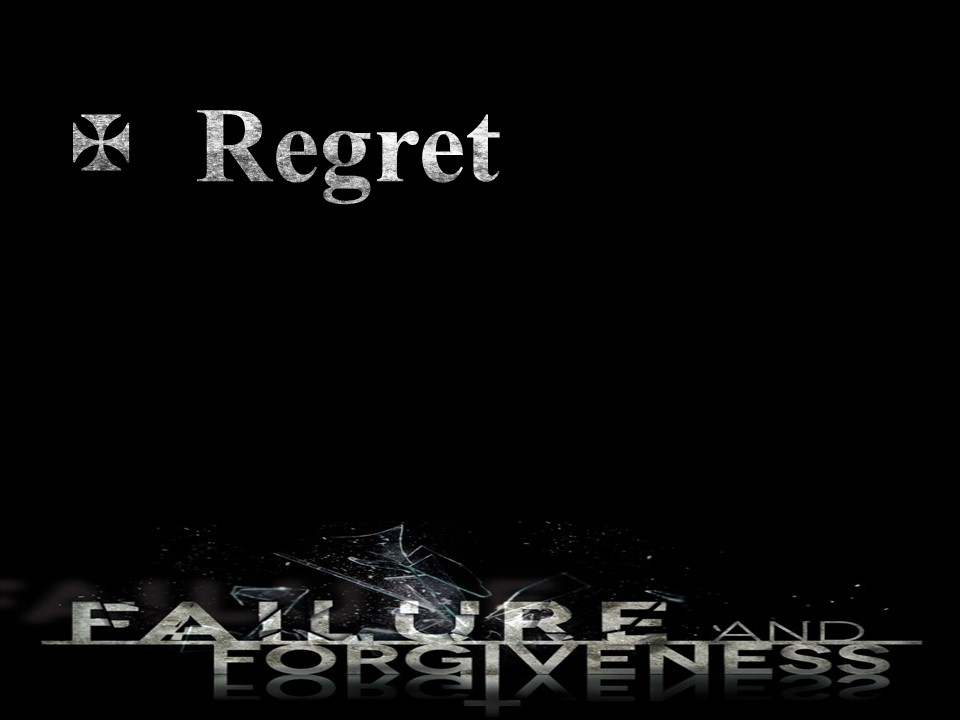 ✠ Regret
FAILURE AND
FORGIVENESS